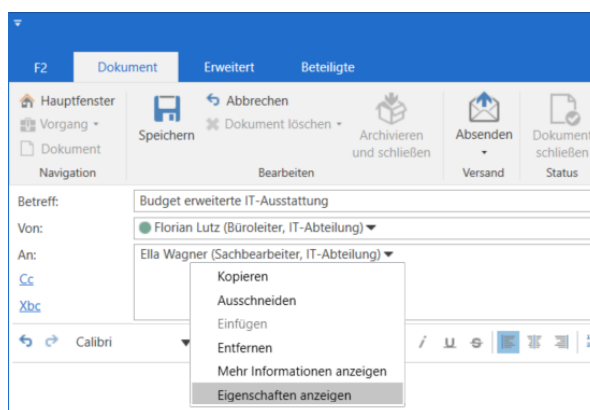 F2 Dokument Erweitert Beteiligte
Hauptfenster
Vorgang
Dokument
Navigation
Speichern
Abbrechen
Dokument löschen
Archivieren
und schließen
Bearbeiten
Absenden
Versand
Dokument
schließen
Status
Betreff: Budget erweiterte IT-Ausstattung
Von: Florian Lutz (Büroleiter, IT-Abteilung)
An: Ella Wagner (Sachbearbeiter, IT-Abteilung)
Cc
Xbc
Kopieren
Ausschneiden
Einfügen
Entfernen
Mehr Informationen anzeigen
Eigenschaften anzeigen
Calibri
I U S